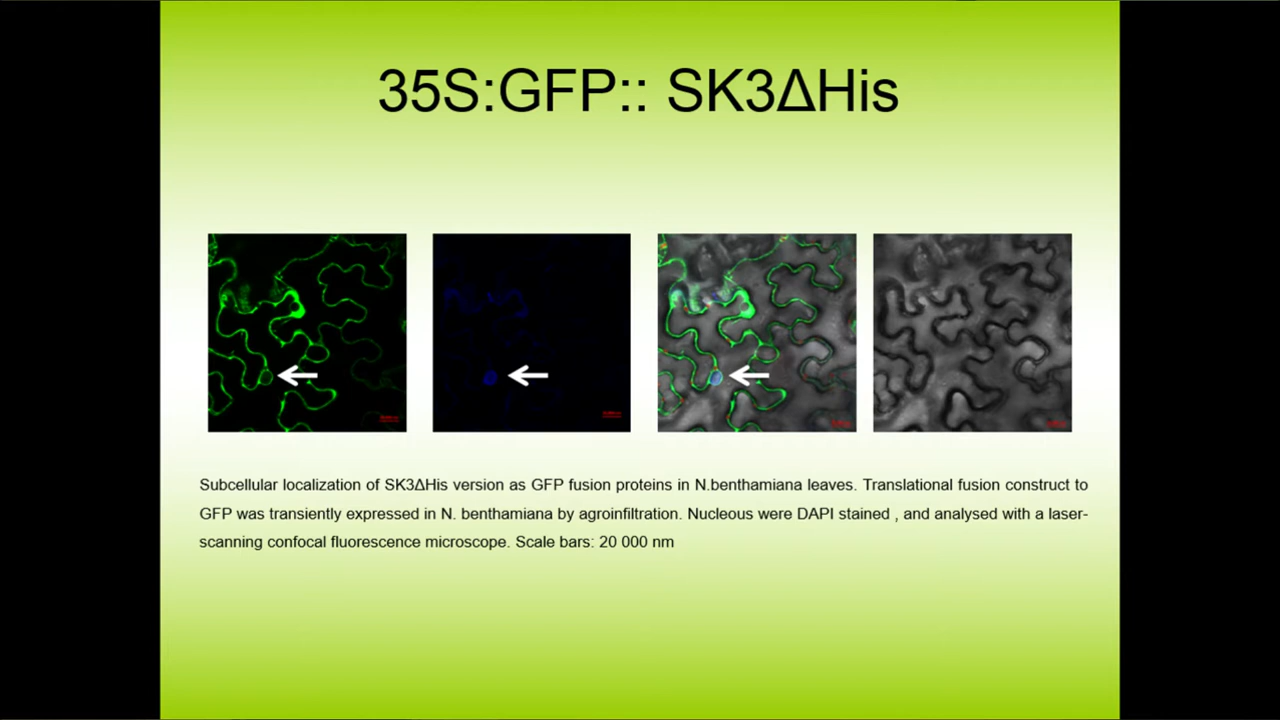 35S:GFP:: SK3ΔHis
Subcellular localization of SK3ΔHis version as GFP fusion proteins in N.benthamiana leaves. Translational fusion construct to
GFP was transiently expressed in N. benthamiana by agroinfiltration. Nucleous were DAPI stained , and analysed with a laser-
scanning confocal fluorescence microscope. Scale bars: 20 000 nm